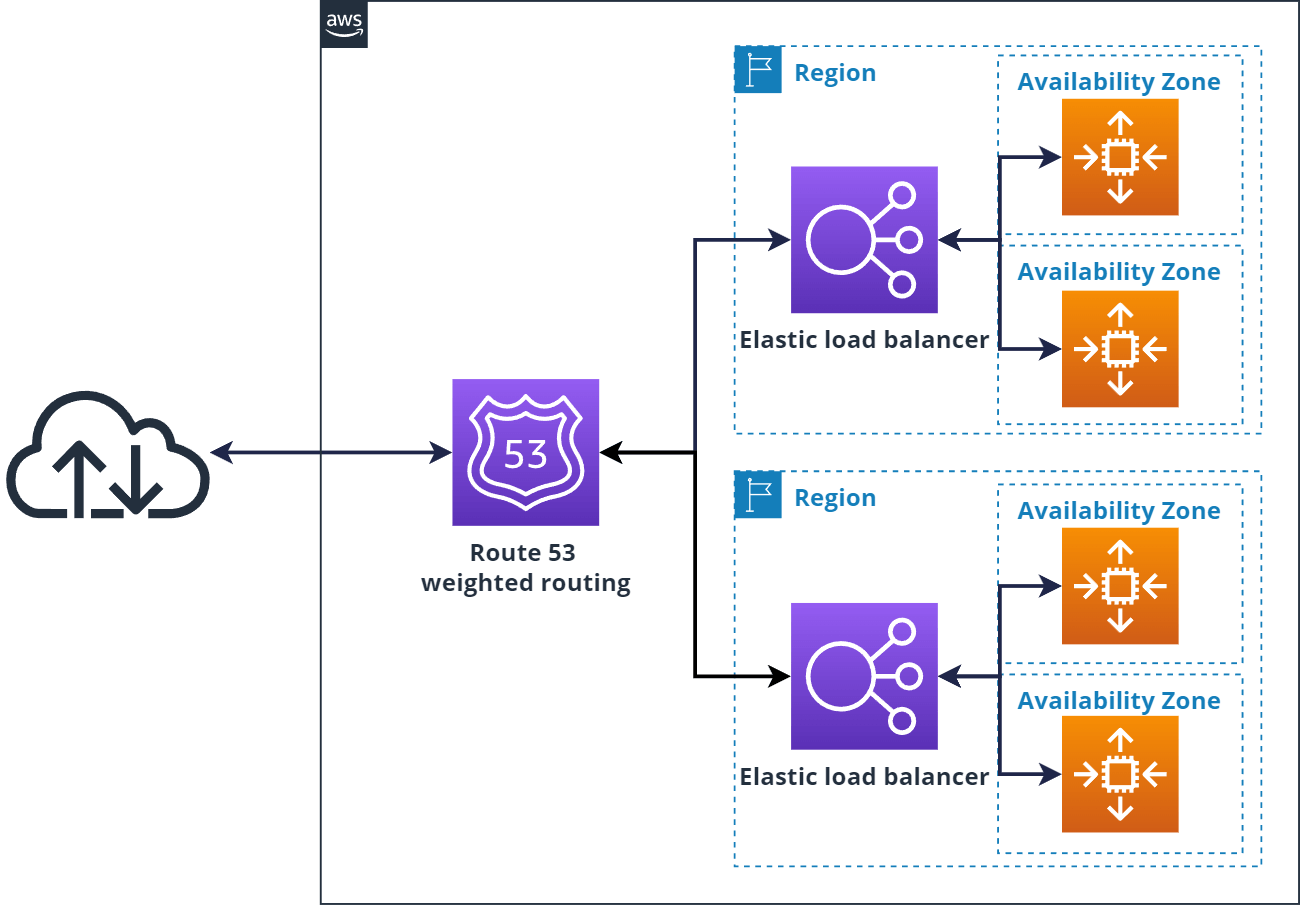 aws
Region
Availability Zone
Availability Zone
Elastic load balancer
53
Route 53
weighted routing
Region
Availability Zone
Availability Zone
Elastic load balancer